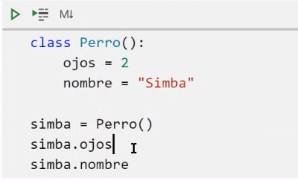 M↓
class Perro():
    ojos = 2
    nombre = "Simba"
simba = Perro()
simba.ojos
simba.nombre